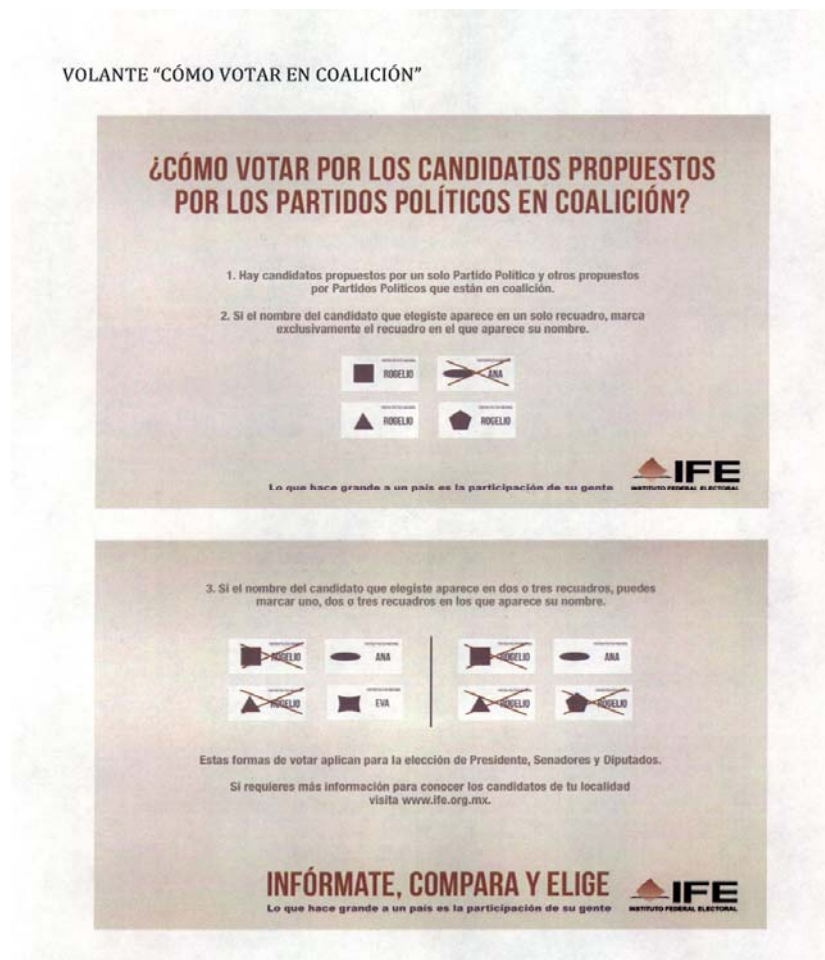 VOLANTE “CÓMO VOTAR EN COALICIÓN”
¿CÓMO VOTAR POR LOS CANDIDATOS PROPUESTOS
POR LOS PARTIDOS POLÍTICOS EN COALICIÓN?
1. Hay candidatos propuestos por un solo Partido Político y otros propuestos
por Partidos Políticos que están en coalición.
2. Si el nombre del candidato que elegiste aparece en un solo recuadro, marca
exclusivamente el recuadro en el que aparece su nombre.
ROGELIO ANA
ROGELIO ROGELIO
IFE
INSTITUTO FEDERAL ELECTORAL
Lo que hace grande a un país es la participación de su gente
3. Si el nombre del candidato que elegiste aparece en dos o tres recuadros, puedes
marcar uno, dos o tres recuadros en los que aparece su nombre.
ROGELIO ANA ROGELIO ANA
ROGELIO EVA ROGELIO ROGELIO
Estas formas de votar aplican para la elección de Presidente, Senadores y Diputados.
Si requieres más información para conocer los candidatos de tu localidad
visita www.ife.org.mx.
INFÓRMATE, COMPARA Y ELIGE
Lo que hace grande a un país es la participación de su gente
IFE
INSTITUTO FEDERAL ELECTORAL